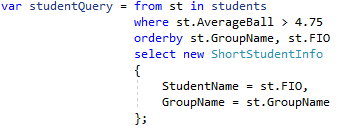 var studentQuery = from st in students
where st.AverageBall > 4.75
orderby st.GroupName, st.FIO
select new ShortStudentInfo
{
StudentName = st.FIO,
GroupName = st.GroupName
};